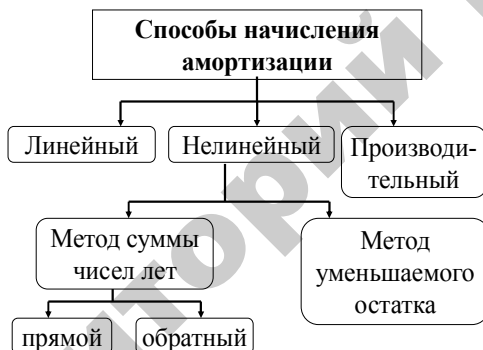 Способы начисления
амортизации
Линейный
Нелинейный
Производи-
тельный
Метод суммы
чисел лет
Метод
уменьшаемого
остатка
прямой
обратный